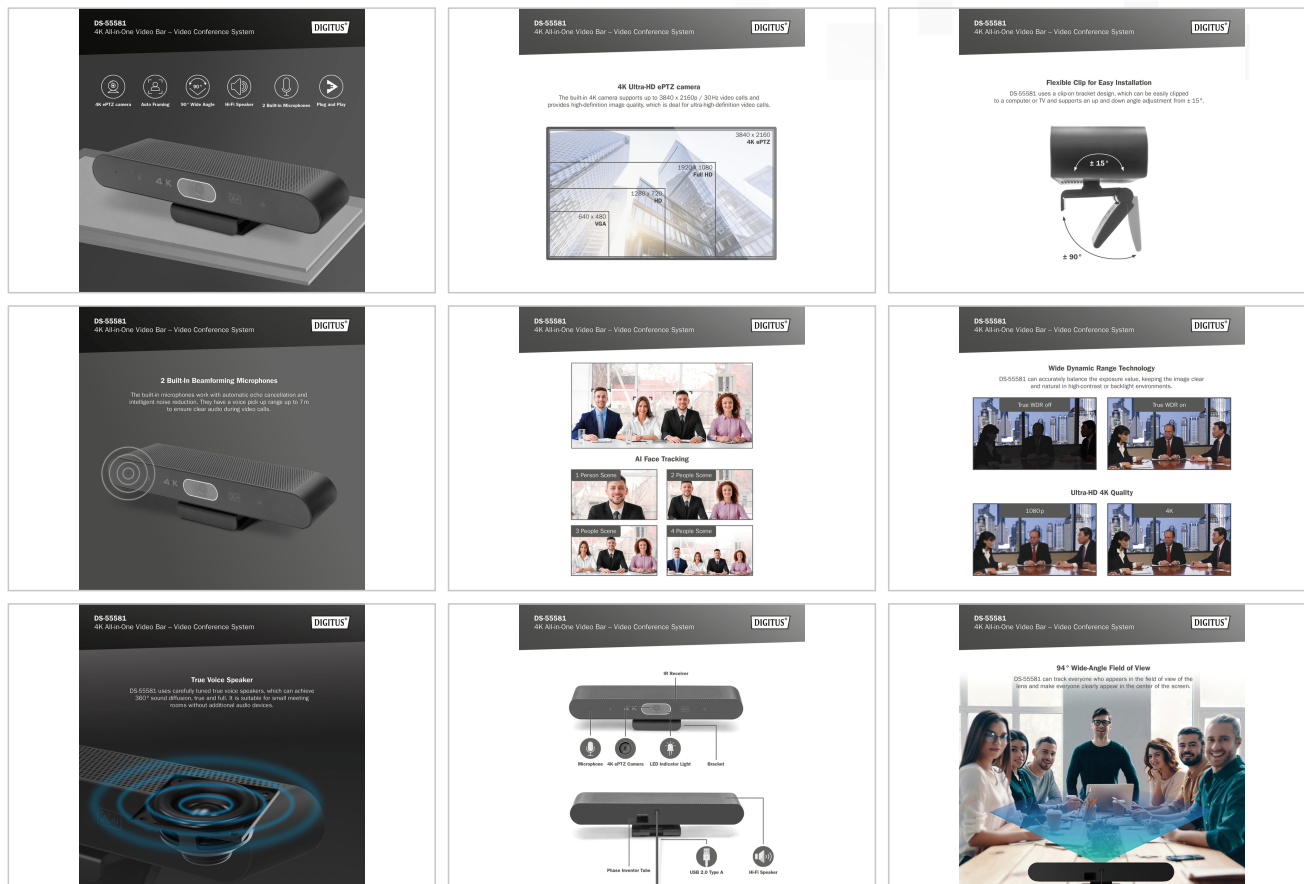 DS-55581
4K All-in-One Video Bar – Video Conference System
DIGITUS®
4K ePTZ camera
Auto Framing
90° Wide Angle
Hi-Fi Speaker
2 Built-in Microphones
Plug and Play
90°
4K
DS-55581
4K All-in-One Video Bar – Video Conference System
DIGITUS®
4K Ultra-HD ePTZ camera
The built-in 4K camera supports up to 3840 x 2160p / 30Hz video calls and
provides high-definition image quality, which is deal for ultra-high-definition video calls.
3840 x 2160
4K ePTZ
1920 x 1080
Full HD
1280 x 720
HD
640 x 480
VGA
DS-55581
4K All-in-One Video Bar – Video Conference System
DIGITUS®
Flexible Clip for Easy Installation
DS-55581 uses a clip-on bracket design, which can be easily clipped
to a computer or TV and supports an up and down angle adjustment from ± 15°.
± 15°
± 90°
DS-55581
4K All-in-One Video Bar – Video Conference System
DIGITUS®
2 Built-In Beamforming Microphones
The built-in microphones work with automatic echo cancellation and
intelligent noise reduction. They have a voice pick up range up to 7m
to ensure clear audio during video calls.
4K
DS-55581
4K All-in-One Video Bar – Video Conference System
DIGITUS®
AI Face Tracking
1 Person Scene
2 People Scene
3 People Scene
4 People Scene
DS-55581
4K All-in-One Video Bar – Video Conference System
DIGITUS®
Wide Dynamic Range Technology
DS-55581 can accurately balance the exposure value, keeping the image clear
and natural in high-contrast or backlight environments.
True WDR off
True WDR on
Ultra-HD 4K Quality
1080p
4K
DS-55581
4K All-in-One Video Bar – Video Conference System
DIGITUS®
True Voice Speaker
DS-55581 uses carefully tuned true voice speakers, which can achieve
360° sound diffusion, true and full. It is suitable for small meeting
rooms without additional audio devices.
DS-55581
4K All-in-One Video Bar – Video Conference System
DIGITUS®
IR Receiver
4K
Microphone
4K ePTZ Camera
LED Indicator Light
Bracket
Phase Inventor Tube
USB 2.0 Type A
Hi-Fi Speaker
DS-55581
4K All-in-One Video Bar – Video Conference System
DIGITUS®
94° Wide-Angle Field of View
DS-55581 can track everyone who appears in the field of view of the
lens and make everyone clearly appear in the center of the screen.